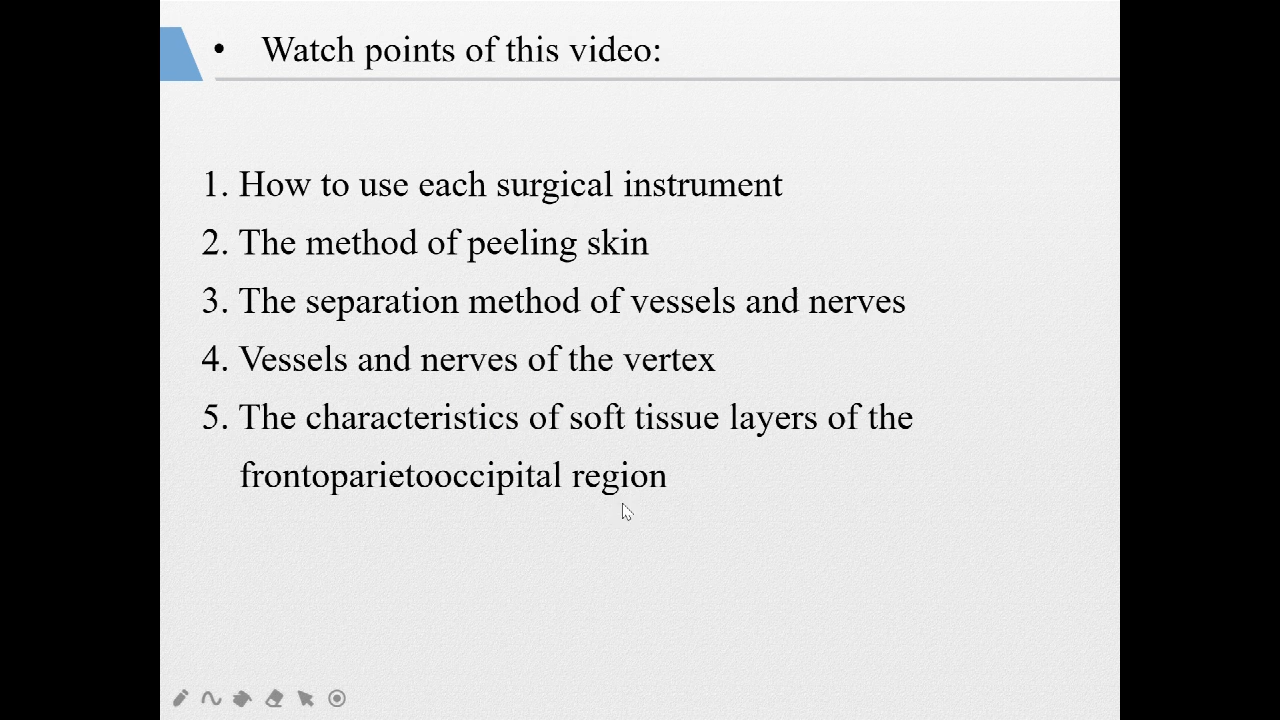 • Watch points of this video:
1. How to use each surgical instrument
2. The method of peeling skin
3. The separation method of vessels and nerves
4. Vessels and nerves of the vertex
5. The characteristics of soft tissue layers of the
frontoparietooccipital region